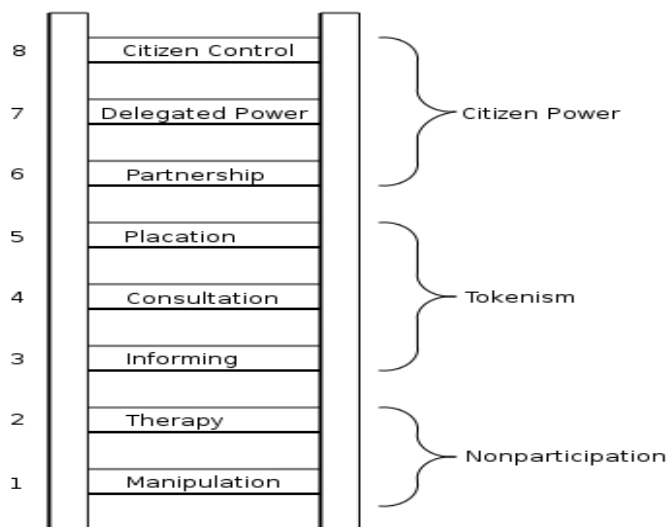 8 Citizen Control
7 Delegated Power Citizen Power
6 Partnership
5 Placation
4 Consultation Tokenism
3 Informing
2 Therapy
Nonparticipation
1 Manipulation